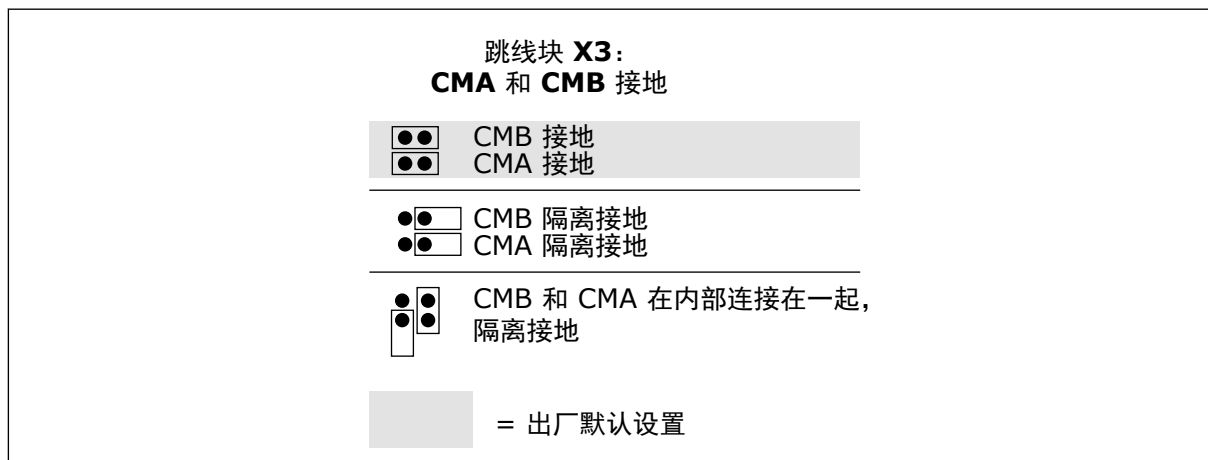 跳线块 X3：
CMA 和 CMB 接地
CMB 接地
CMA 接地
CMB 隔离接地
CMA 隔离接地
CMB 和 CMA 在内部连接在一起，
隔离接地
= 出厂默认设置